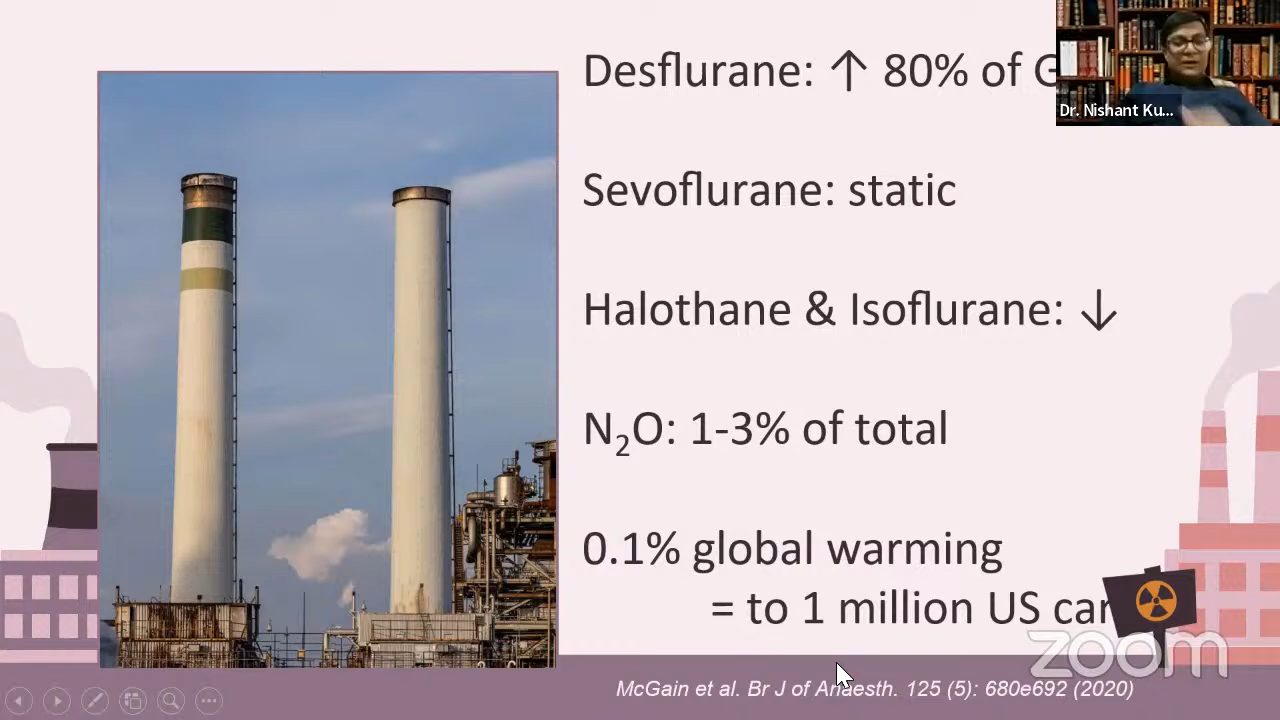 Desflurane: ↑ 80% of
Dr. Nishant Ku...
Sevoflurane: static
Halothane & Isoflurane: ↓
N₂O: 1-3% of total
0.1% global warming
= to 1 million US car
zoom
McGain et al. Br J of Anaesth. 125 (5): 680e692 (2020)